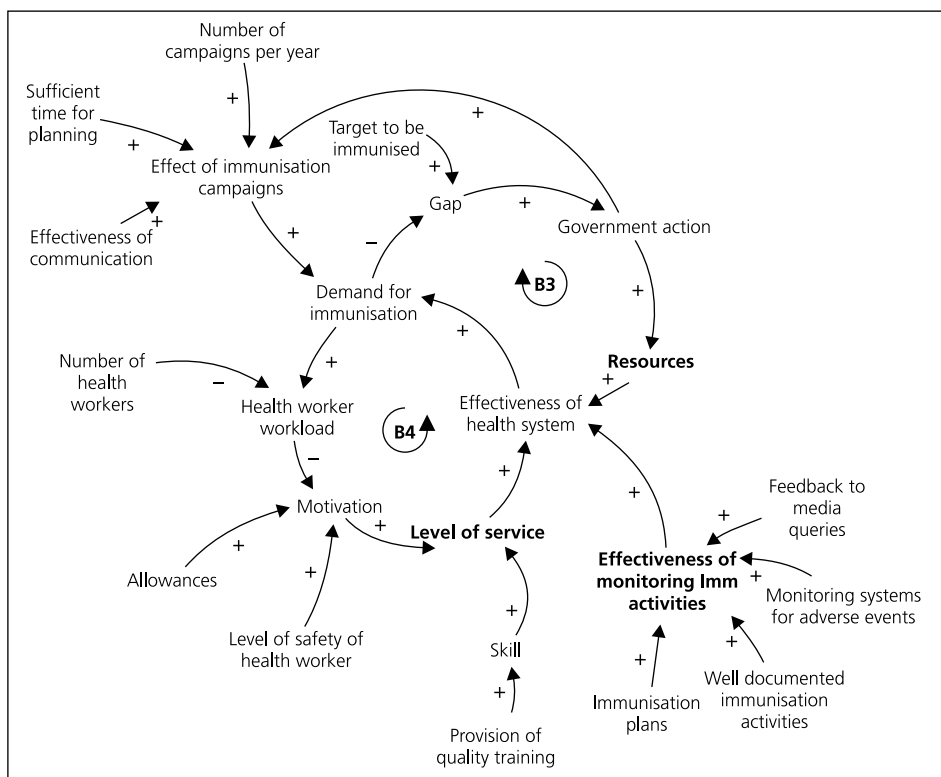 Number of
campaigns per year
Sufficient
time for
planning
+
+
+
Target to be
immunised
Effect of immunisation
campaigns
+
Gap
+
Government action
+
Effectiveness of
communication
+
–
B3
Demand for
immunisation
+
+
Resources
+
Number of
health
workers
–
+
Health worker
workload
B4
Effectiveness of
health system
–
+
+
Motivation
Feedback to
media
queries
+
Allowances
+
+
Level of service
Effectiveness of
monitoring Imm
activities
+
Monitoring systems
for adverse events
Level of safety of
health worker
+
+
Skill
+
+
Well documented
immunisation
activities
Immunisation
plans
+
Provision of
quality training